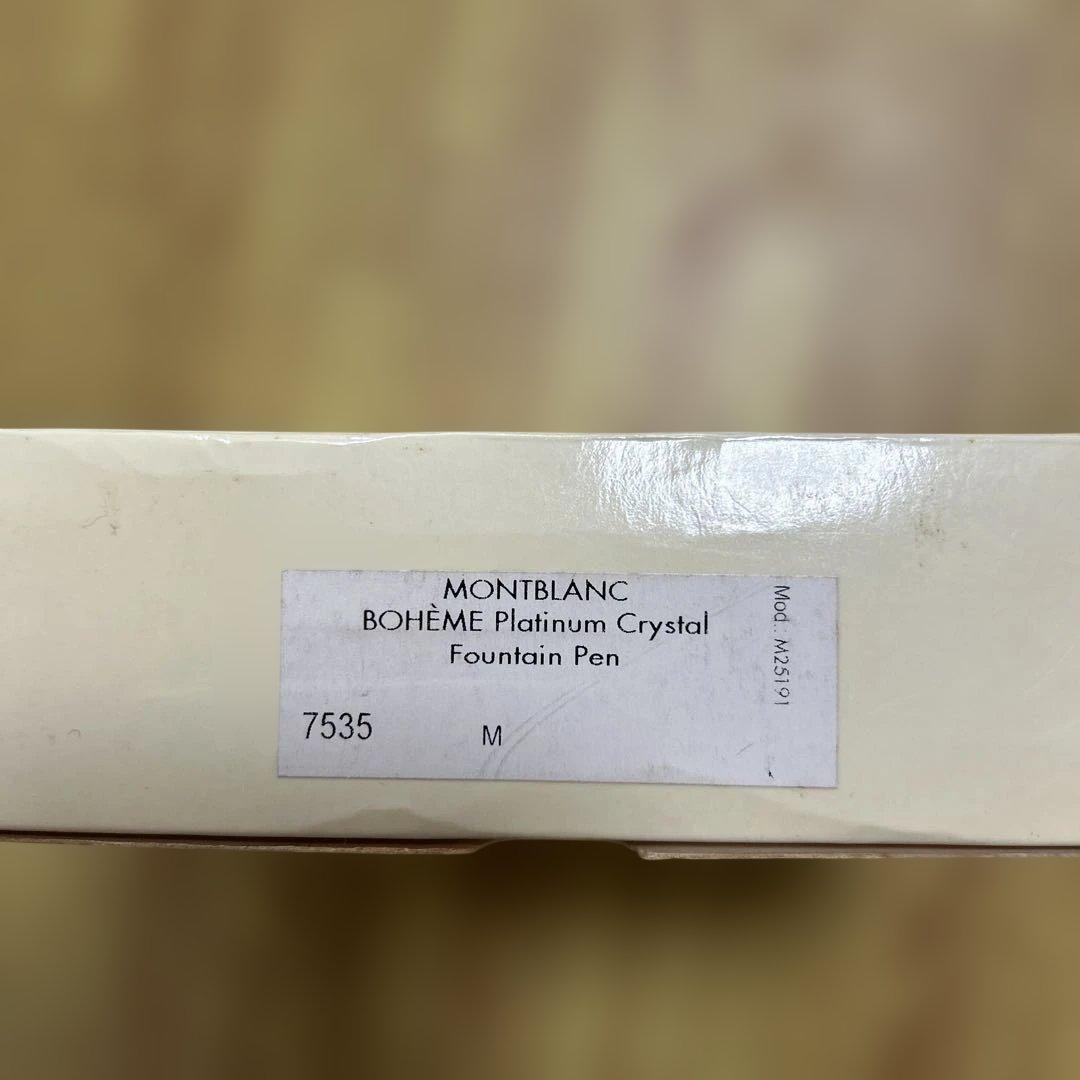 MONTBLANC
BOHÈME Platinum Crystal
Fountain Pen
7535 M
Mod.: M25191